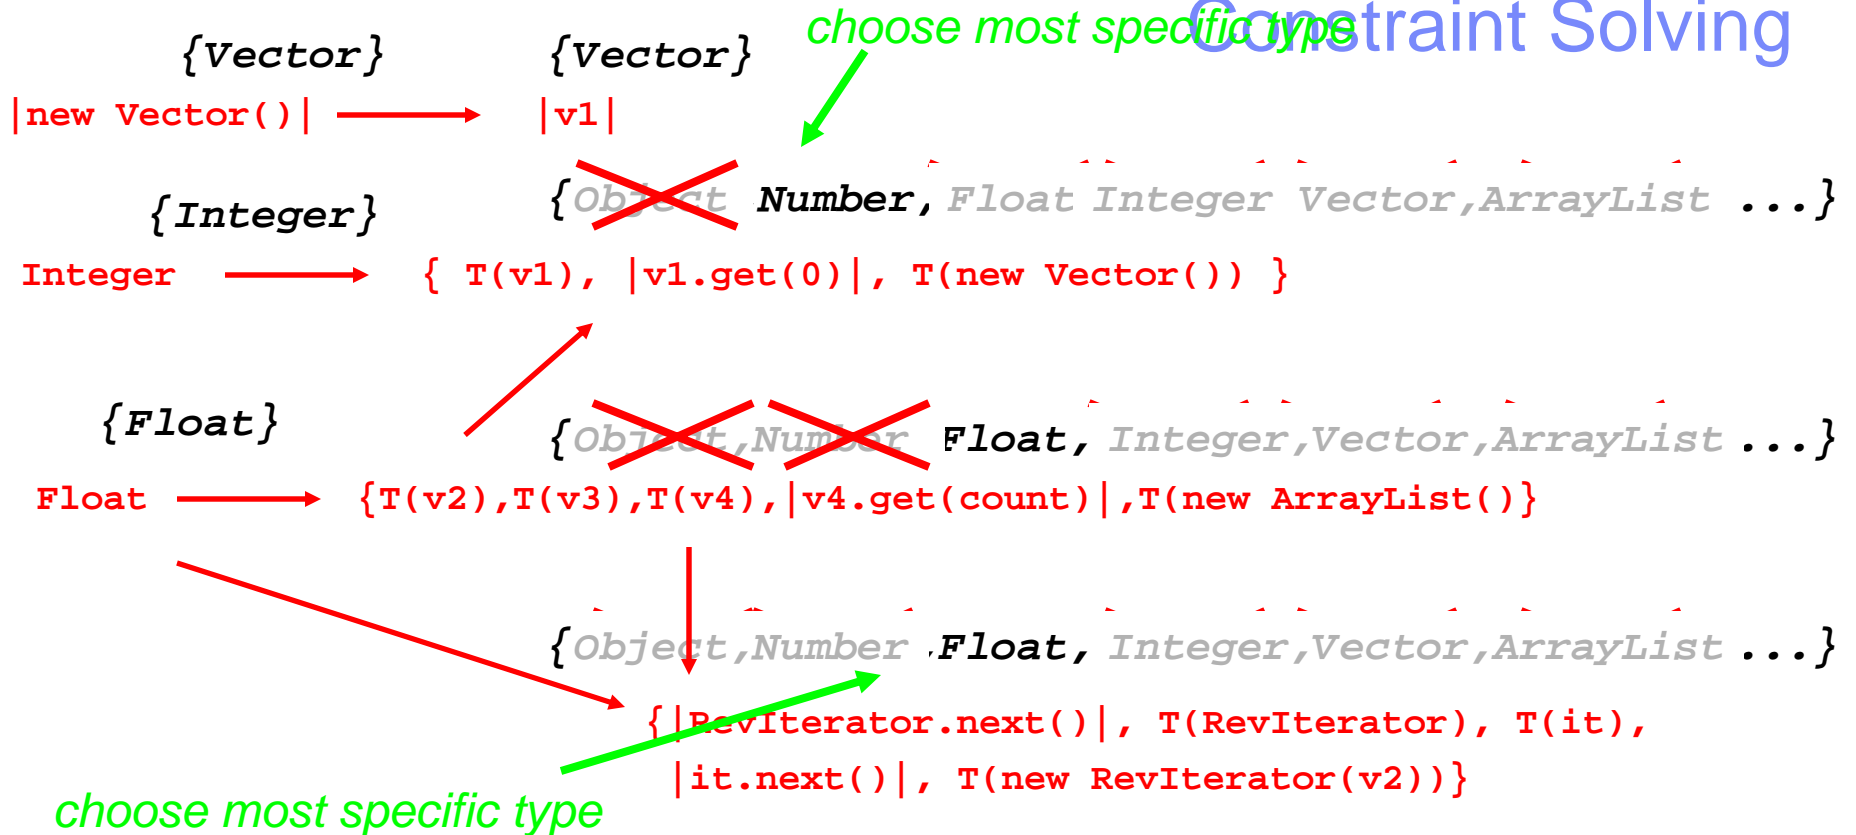 Constraint Solving
choose most specific type
{Vector} {Vector}
|new Vector()| |v1|
{Object Number, Float Integer Vector,ArrayList ...}
{Integer}
Integer { T(v1), |v1.get(0)|, T(new Vector()) }
{Float} {Object,Number Float, Integer,Vector,ArrayList ...}
Float {T(v2),T(v3),T(v4),|v4.get(count)|,T(new ArrayList()}
{Object,Number ,Float, Integer,Vector,ArrayList ...}
{|RevIterator.next()|, T(RevIterator), T(it),
|it.next()|, T(new RevIterator(v2))}
choose most specific type